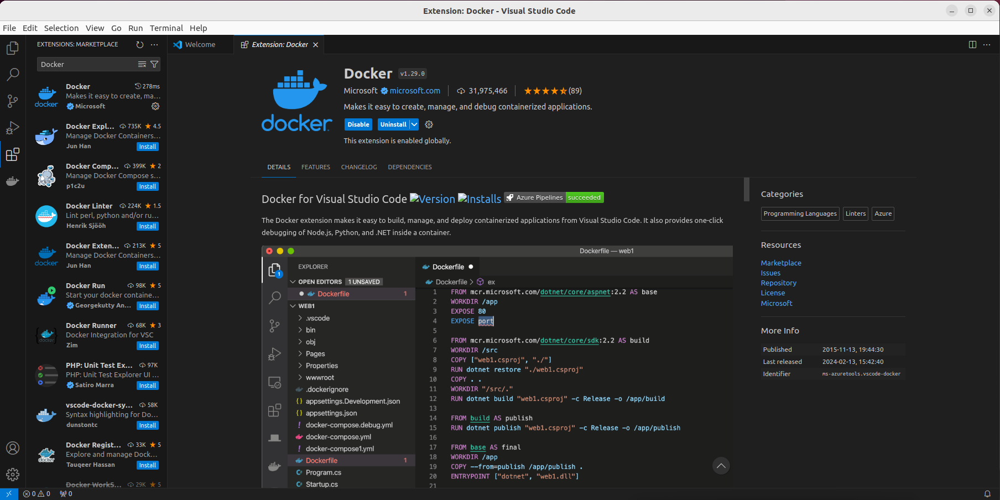 Extension: Docker - Visual Studio Code
File Edit Selection View Go Run Terminal Help
EXTENSIONS: MARKETPLACE
Docker
Docker 278ms
Makes it easy to create, ma...
Microsoft
Docker Expl... 735K 4.5
Manage Docker Containers...
Jun Han Install
Docker Comp... 399K 2
Manage Docker Compose s...
p1c2u Install
Docker Linter 224K 1.5
Lint perl, python and/or ru...
Henrik Sjööh Install
Docker Exten... 213K 5
Manage Docker Containers...
Jun Han Install
Docker Run 98K 5
Start your docker containe...
Georgekutty An... Install
Docker Runner 68K 3
Docker Integration for VSC
Zim Install
PHP: Unit Test Ex... 97K
PHP: Unit Test Explorer UI ...
Satiro Marra Install
vscode-docker-sy... 58K
Syntax highlighting for Do...
dunstontc Install
Docker Regist... 33K 5
Explore and manage Dock...
Tauqeer Hassan Install
Docker WorkS... 29K 5
Welcome
Extension: Docker
docker
Docker v1.29.0
Microsoft microsoft.com 31,975,466 (89)
Makes it easy to create, manage, and debug containerized applications.
Disable Uninstall
This extension is enabled globally.
DETAILS FEATURES CHANGELOG DEPENDENCIES
Docker for Visual Studio Code Version Installs Azure Pipelines succeeded
The Docker extension makes it easy to build, manage, and deploy containerized applications from Visual Studio Code. It also provides one-click
debugging of Node.js, Python, and .NET inside a container.
Dockerfile — web1
EXPLORER
OPEN EDITORS 1 UNSAVED
Dockerfile 1
WEB1
.vscode
bin
obj
Pages
Properties
wwwroot
.dockerignore
appsettings.Development.json
appsettings.json
docker-compose.debug.yml
docker-compose.yml
docker-compose1.yml
Dockerfile 1
Program.cs
Startup.cs
Dockerfile
Dockerfile > ex
1 FROM mcr.microsoft.com/dotnet/core/aspnet:2.2 AS base
2 WORKDIR /app
3 EXPOSE 80
4 EXPOSE port
5
6 FROM mcr.microsoft.com/dotnet/core/sdk:2.2 AS build
7 WORKDIR /src
8 COPY ["web1.csproj", "./"]
9 RUN dotnet restore "./web1.csproj"
10 COPY . .
11 WORKDIR "/src/."
12 RUN dotnet build "web1.csproj" -c Release -o /app/build
13
14 FROM build AS publish
15 RUN dotnet publish "web1.csproj" -c Release -o /app/publish
16
17 FROM base AS final
18 WORKDIR /app
19 COPY --from=publish /app/publish .
20 ENTRYPOINT ["dotnet", "web1.dll"]
21
Categories
Programming Languages Linters Azure
Resources
Marketplace
Issues
Repository
License
Microsoft
More Info
Published 2015-11-13, 19:44:30
Last released 2024-02-13, 15:42:40
Identifier ms-azuretools.vscode-docker
0 0 0